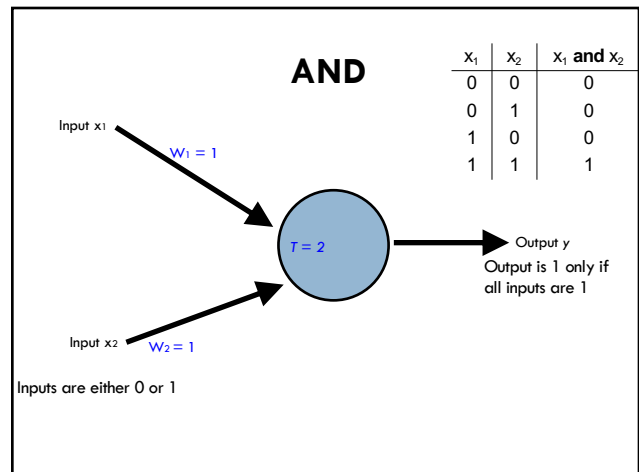 AND
x₁ x₂ x₁ and x₂
0 0 0
0 1 0
1 0 0
1 1 1
Input x1
W1 = 1
T = 2
Output y
Output is 1 only if
all inputs are 1
Input x2
W2 = 1
Inputs are either 0 or 1